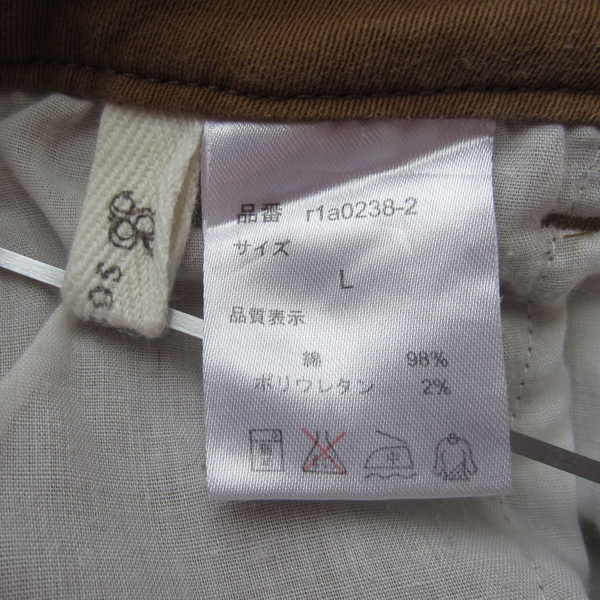 品番 r1a0238-2
サイズ
L
品質表示
綿 98%
ポリウレタン 2%
中